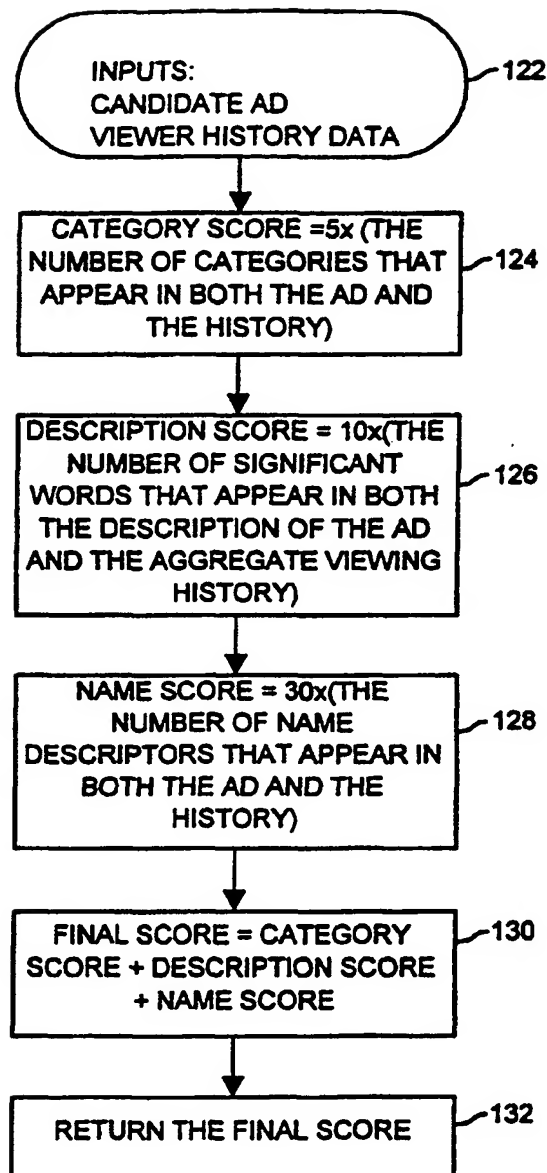 INPUTS:
CANDIDATE AD
VIEWER HISTORY DATA
122
CATEGORY SCORE =5x (THE
NUMBER OF CATEGORIES THAT
APPEAR IN BOTH THE AD AND
THE HISTORY)
124
DESCRIPTION SCORE = 10x(THE
NUMBER OF SIGNIFICANT
WORDS THAT APPEAR IN BOTH
THE DESCRIPTION OF THE AD
AND THE AGGREGATE VIEWING
HISTORY)
126
NAME SCORE = 30x(THE
NUMBER OF NAME
DESCRIPTORS THAT APPEAR IN
BOTH THE AD AND THE
HISTORY)
128
FINAL SCORE = CATEGORY
SCORE + DESCRIPTION SCORE
+ NAME SCORE
130
RETURN THE FINAL SCORE
132